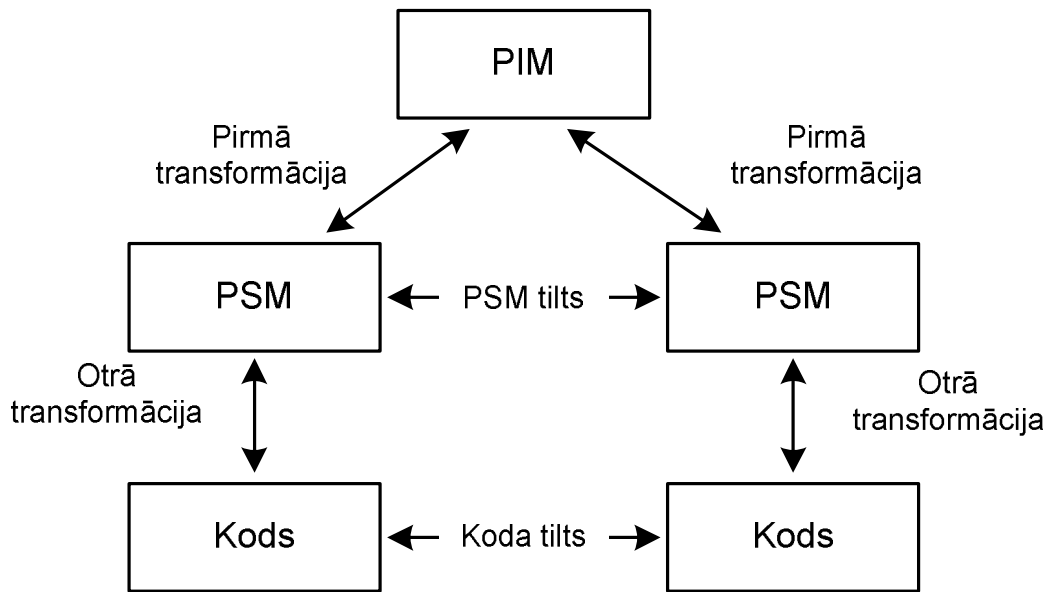 PIM
Pirmā
transformācija
Pirmā
transformācija
PSM
PSM tilts
PSM
Otrā
transformācija
Otrā
transformācija
Kods
Koda tilts
Kods